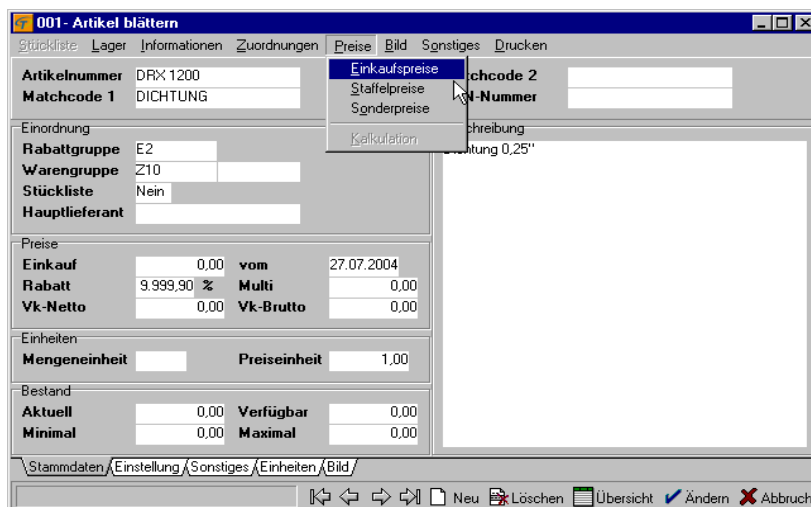 001- Artikel blättern
Stückliste Lager Informationen Zuordnungen Preise Bild Sonstiges Drucken
Einkaufspreise
Staffelpreise
Sonderpreise
Kalkulation
Artikelnummer DRX 1200
Matchcode 1 DICHTUNG
tchcode 2
N-Nummer
Einordnung
Rabattgruppe E2
Warengruppe Z10
Stückliste Nein
Hauptlieferant
chreibung
Dichtung 0,25"
Preise
Einkauf 0,00 vom 27.07.2004
Rabatt 9.999,90 % Multi 0,00
Vk-Netto 0,00 Vk-Brutto 0,00
Einheiten
Mengeneinheit Preiseinheit 1,00
Bestand
Aktuell 0,00 Verfügbar 0,00
Minimal 0,00 Maximal 0,00
Stammdaten Einstellung Sonstiges Einheiten Bild
Neu Löschen Übersicht Ändern Abbruch